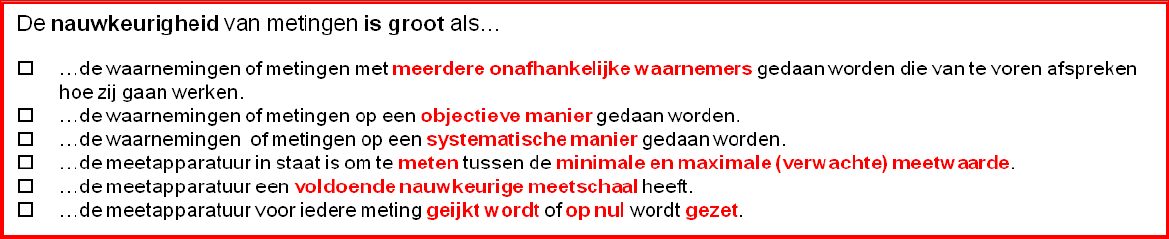 De nauwkeurigheid van metingen is groot als…
…de waarnemingen of metingen met meerdere onafhankelijke waarnemers gedaan worden die van te voren afspreken
hoe zij gaan werken.
…de waarnemingen of metingen op een objectieve manier gedaan worden.
…de waarnemingen of metingen op een systematische manier gedaan worden.
…de meetapparatuur in staat is om te meten tussen de minimale en maximale (verwachte) meetwaarde.
…de meetapparatuur een voldoende nauwkeurige meetschaal heeft.
…de meetapparatuur voor iedere meting geijkt wordt of op nul wordt gezet.